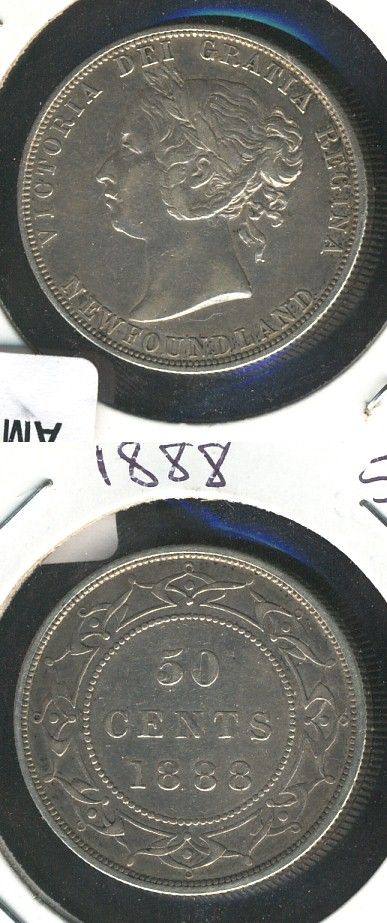 VICTORIA DEI GRATIA REGINA
NEWFOUNDLAND
AM
1888
50
CENTS
1888